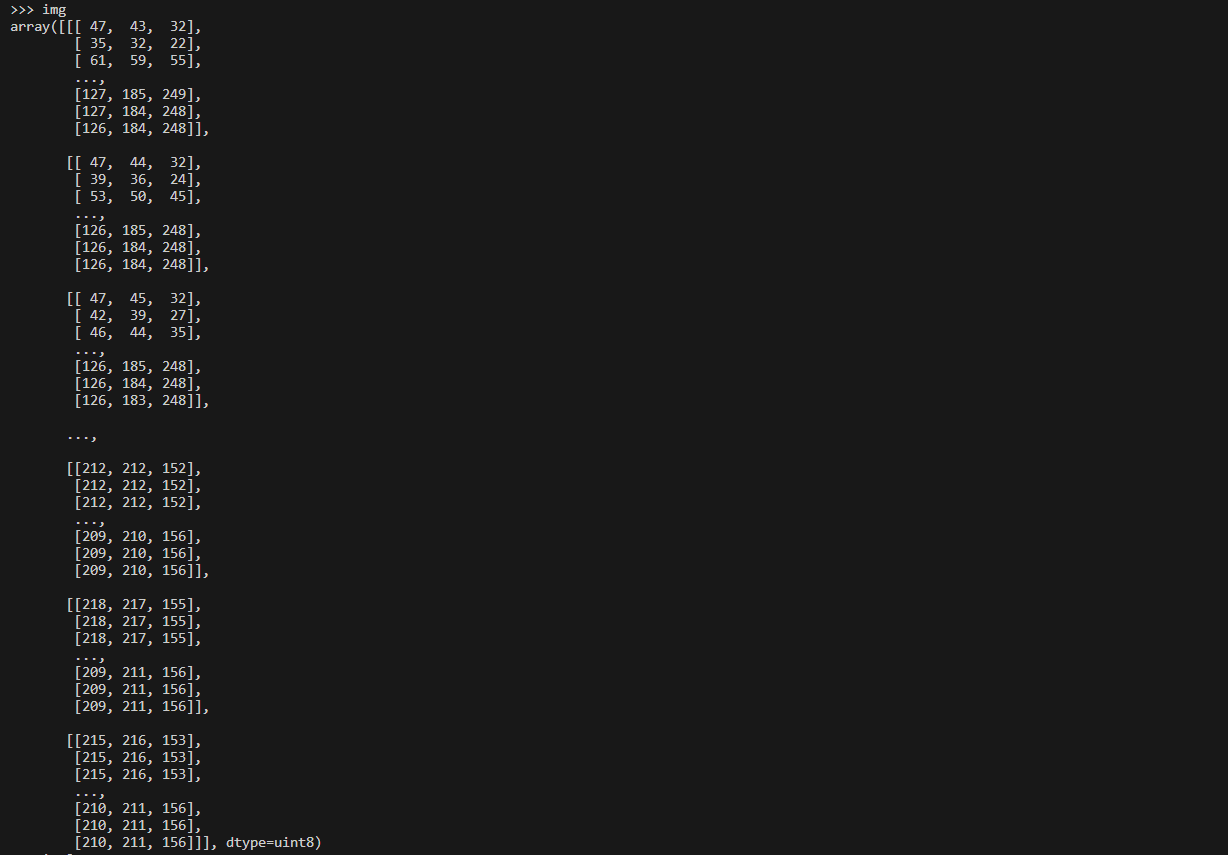 >>> img
array([[[ 47,  43,  32],
        [ 35,  32,  22],
        [ 61,  59,  55],
        ...,
        [127, 185, 249],
        [127, 184, 248],
        [126, 184, 248]],

       [[ 47,  44,  32],
        [ 39,  36,  24],
        [ 53,  50,  45],
        ...,
        [126, 185, 248],
        [126, 184, 248],
        [126, 184, 248]],

       [[ 47,  45,  32],
        [ 42,  39,  27],
        [ 46,  44,  35],
        ...,
        [126, 185, 248],
        [126, 184, 248],
        [126, 183, 248]],

       ...,

       [[212, 212, 152],
        [212, 212, 152],
        [212, 212, 152],
        ...,
        [209, 210, 156],
        [209, 210, 156],
        [209, 210, 156]],

       [[218, 217, 155],
        [218, 217, 155],
        [218, 217, 155],
        ...,
        [209, 211, 156],
        [209, 211, 156],
        [209, 211, 156]],

       [[215, 216, 153],
        [215, 216, 153],
        [215, 216, 153],
        ...,
        [210, 211, 156],
        [210, 211, 156],
        [210, 211, 156]]], dtype=uint8)